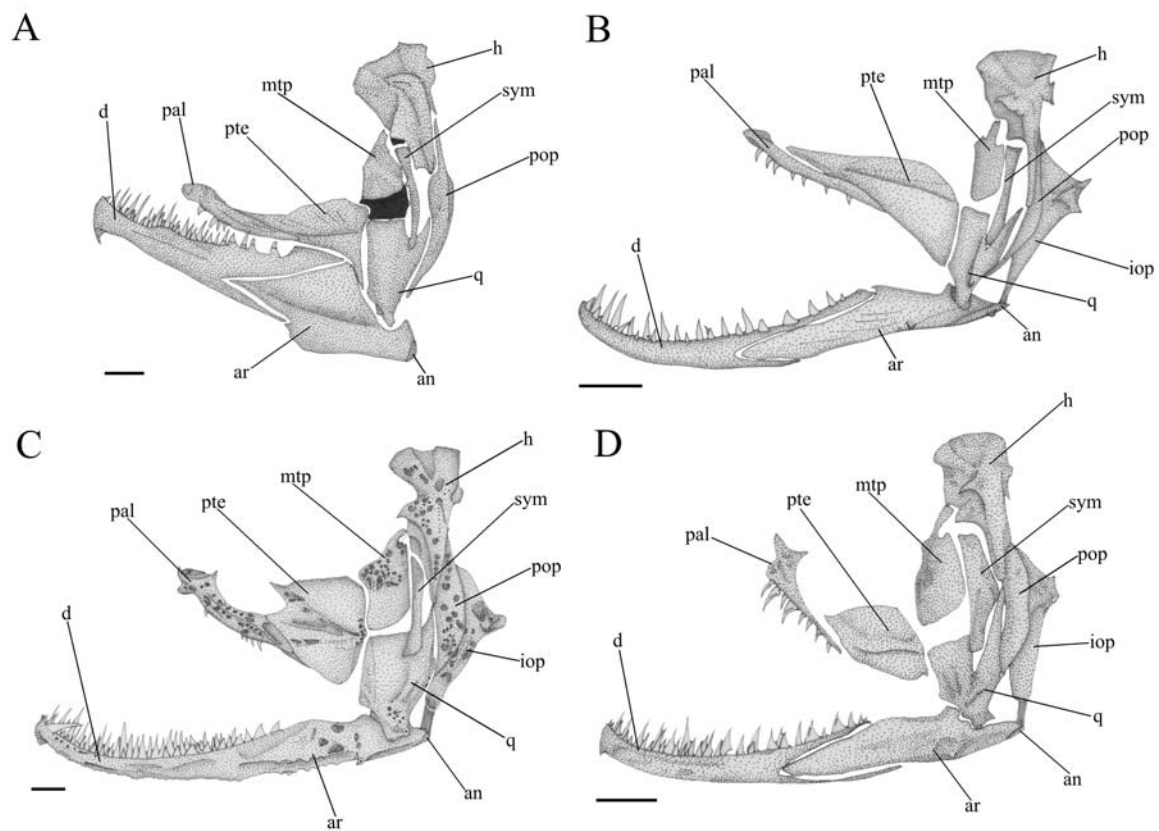 A
h
mtp
sym
d
pal
pte
pop
q
ar
an
B
h
pal
pte
mtp
sym
pop
iop
d
q
an
ar
C
h
mtp
pte
sym
pal
pop
d
iop
q
an
ar
D
h
mtp
sym
pte
pal
pop
iop
d
q
an
ar